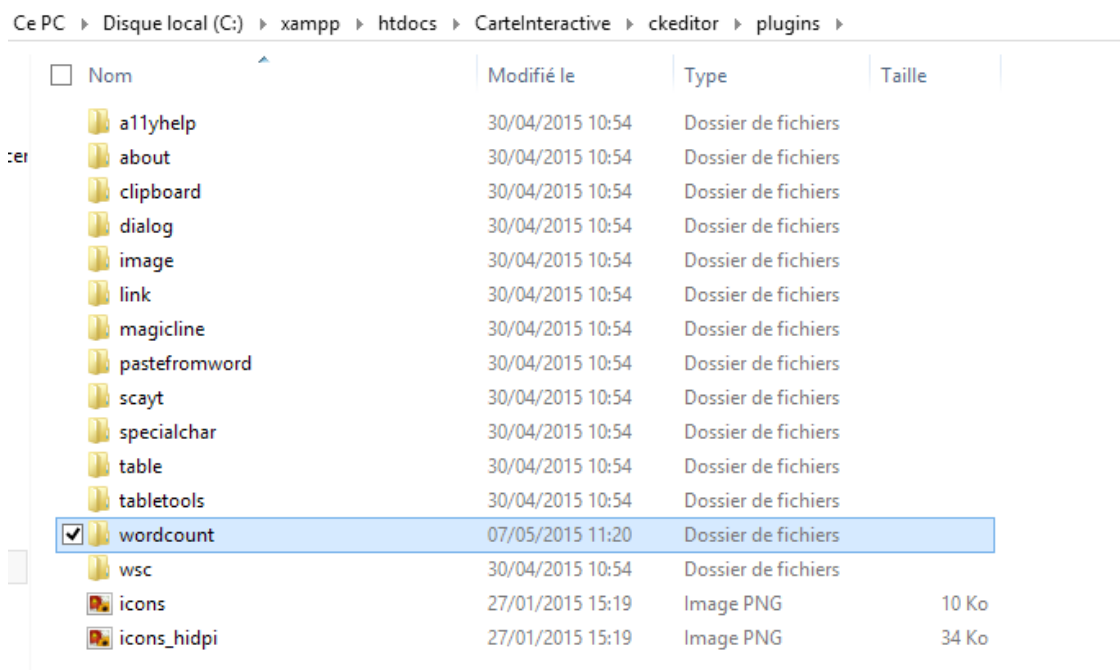 Ce PC Disque local (C:) xampp htdocs CarteInteractive ckeditor plugins
Nom Modifié le Type Taille
a11yhelp 30/04/2015 10:54 Dossier de fichiers
about 30/04/2015 10:54 Dossier de fichiers
clipboard 30/04/2015 10:54 Dossier de fichiers
dialog 30/04/2015 10:54 Dossier de fichiers
image 30/04/2015 10:54 Dossier de fichiers
link 30/04/2015 10:54 Dossier de fichiers
magicline 30/04/2015 10:54 Dossier de fichiers
pastefromword 30/04/2015 10:54 Dossier de fichiers
scayt 30/04/2015 10:54 Dossier de fichiers
specialchar 30/04/2015 10:54 Dossier de fichiers
table 30/04/2015 10:54 Dossier de fichiers
tabletools 30/04/2015 10:54 Dossier de fichiers
wordcount 07/05/2015 11:20 Dossier de fichiers
wsc 30/04/2015 10:54 Dossier de fichiers
icons 27/01/2015 15:19 Image PNG 10 Ko
icons_hidpi 27/01/2015 15:19 Image PNG 34 Ko